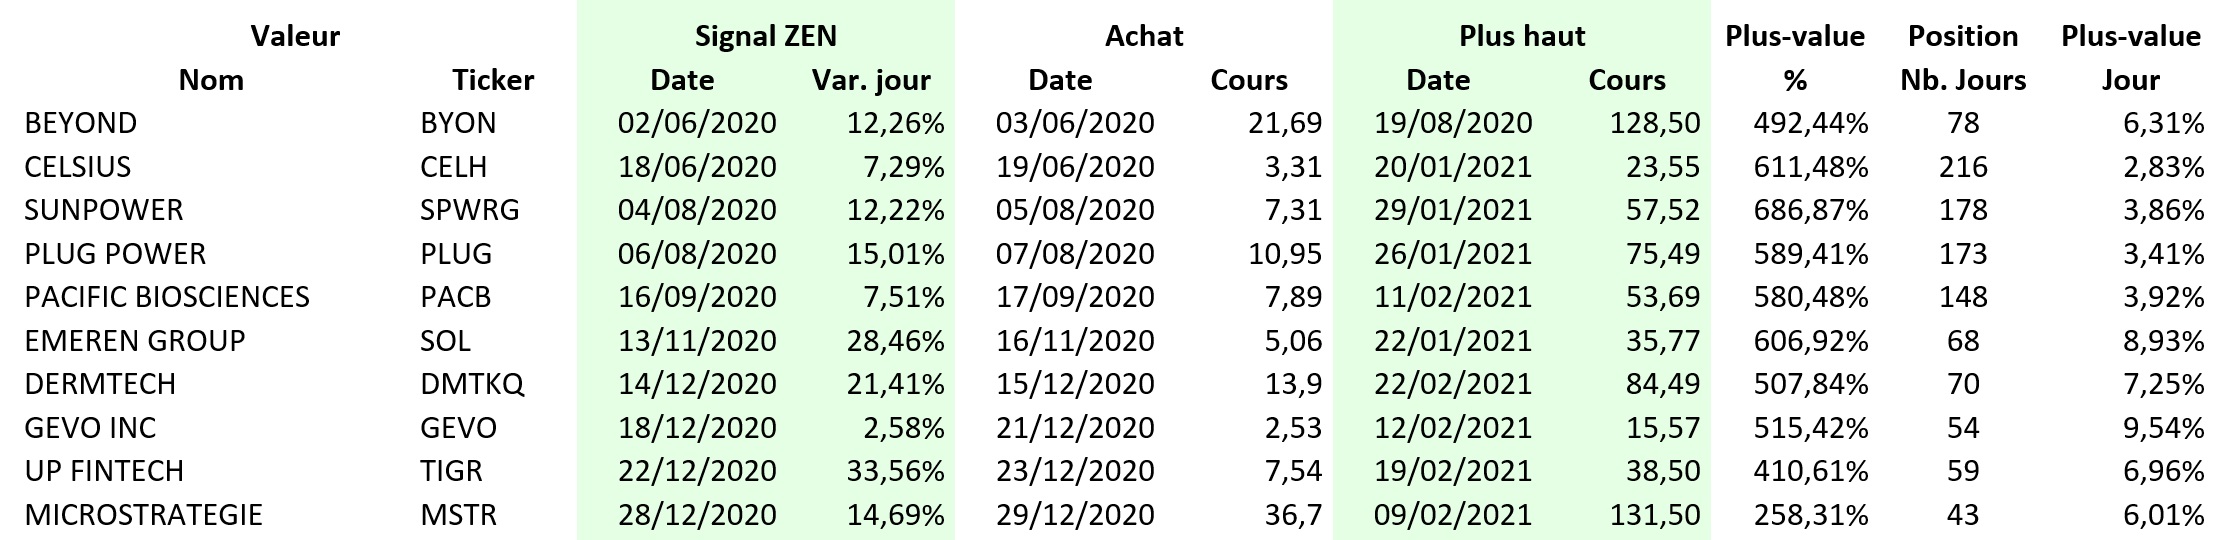 Valeur Signal ZEN Achat Plus haut Plus-value Position Plus-value
Nom Ticker Date Var. jour Date Cours Date Cours % Nb. Jours Jour
BEYOND BYON 02/06/2020 12,26% 03/06/2020 21,69 19/08/2020 128,50 492,44% 78 6,31%
CELSIUS CELH 18/06/2020 7,29% 19/06/2020 3,31 20/01/2021 23,55 611,48% 216 2,83%
SUNPOWER SPWRG 04/08/2020 12,22% 05/08/2020 7,31 29/01/2021 57,52 686,87% 178 3,86%
PLUG POWER PLUG 06/08/2020 15,01% 07/08/2020 10,95 26/01/2021 75,49 589,41% 173 3,41%
PACIFIC BIOSCIENCES PACB 16/09/2020 7,51% 17/09/2020 7,89 11/02/2021 53,69 580,48% 148 3,92%
EMEREN GROUP SOL 13/11/2020 28,46% 16/11/2020 5,06 22/01/2021 35,77 606,92% 68 8,93%
DERMTECH DMTKQ 14/12/2020 21,41% 15/12/2020 13,9 22/02/2021 84,49 507,84% 70 7,25%
GEVO INC GEVO 18/12/2020 2,58% 21/12/2020 2,53 12/02/2021 15,57 515,42% 54 9,54%
UP FINTECH TIGR 22/12/2020 33,56% 23/12/2020 7,54 19/02/2021 38,50 410,61% 59 6,96%
MICROSTRATEGIE MSTR 28/12/2020 14,69% 29/12/2020 36,7 09/02/2021 131,50 258,31% 43 6,01%